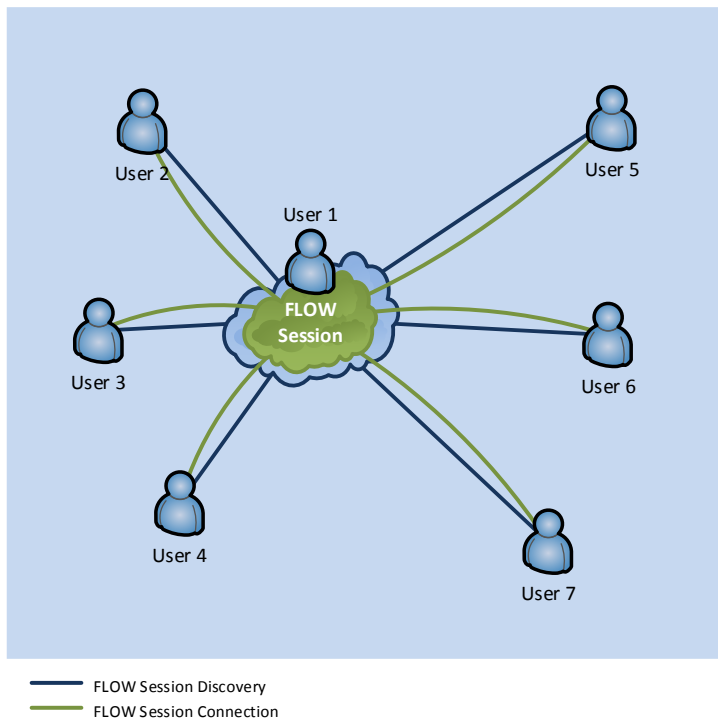 User 2
User 5
User 1
FLOW
Session
User 3
User 6
User 4
User 7
FLOW Session Discovery
FLOW Session Connection